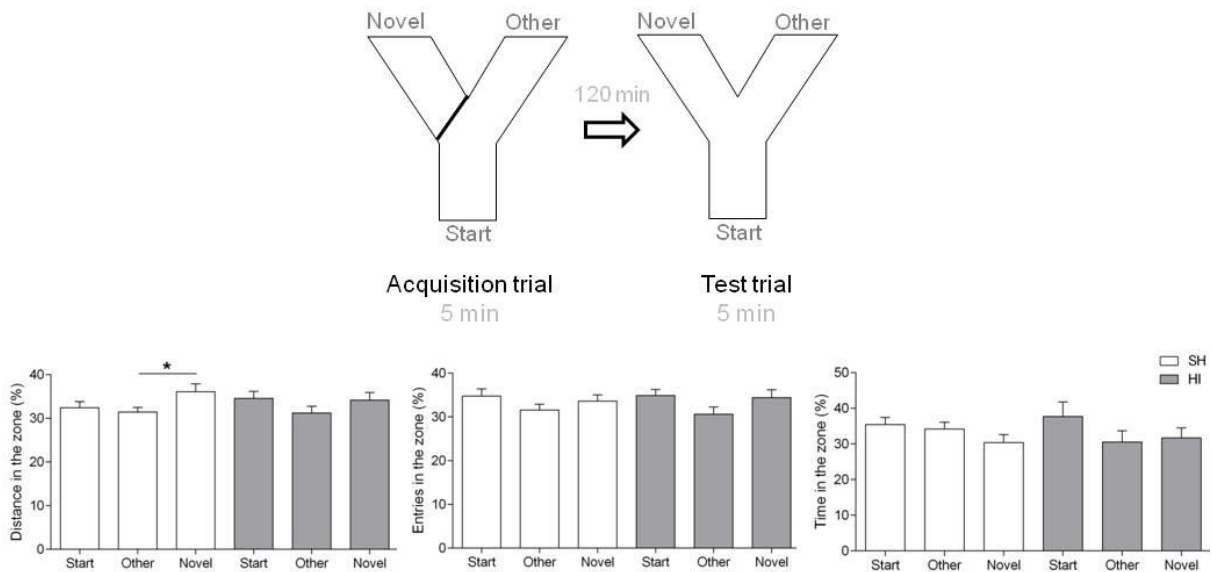 Novel Other Novel Other
120 min
Start Start
Acquisition trial Test trial
5 min 5 min
Distance in the zone (%)
40
30
20
10
0
*
Start Other Novel Start Other Novel
Entries in the zone (%)
40
30
20
10
0
Start Other Novel Start Other Novel
Time in the zone (%)
50
40
30
20
10
0
SH
HI
Start Other Novel Start Other Novel